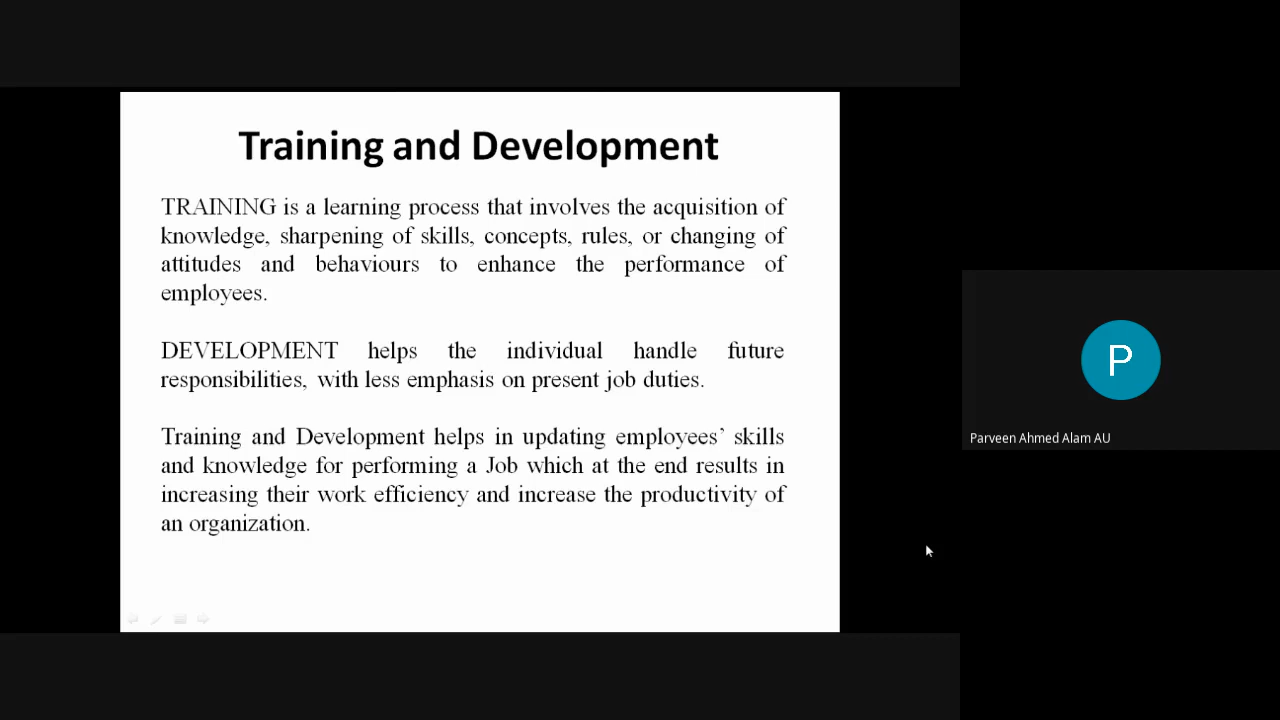 Training and Development
TRAINING is a learning process that involves the acquisition of
knowledge, sharpening of skills, concepts, rules, or changing of
attitudes and behaviours to enhance the performance of
employees.
DEVELOPMENT helps the individual handle future
responsibilities, with less emphasis on present job duties.
Training and Development helps in updating employees’ skills
and knowledge for performing a Job which at the end results in
increasing their work efficiency and increase the productivity of
an organization.
P
Parveen Ahmed Alam AU